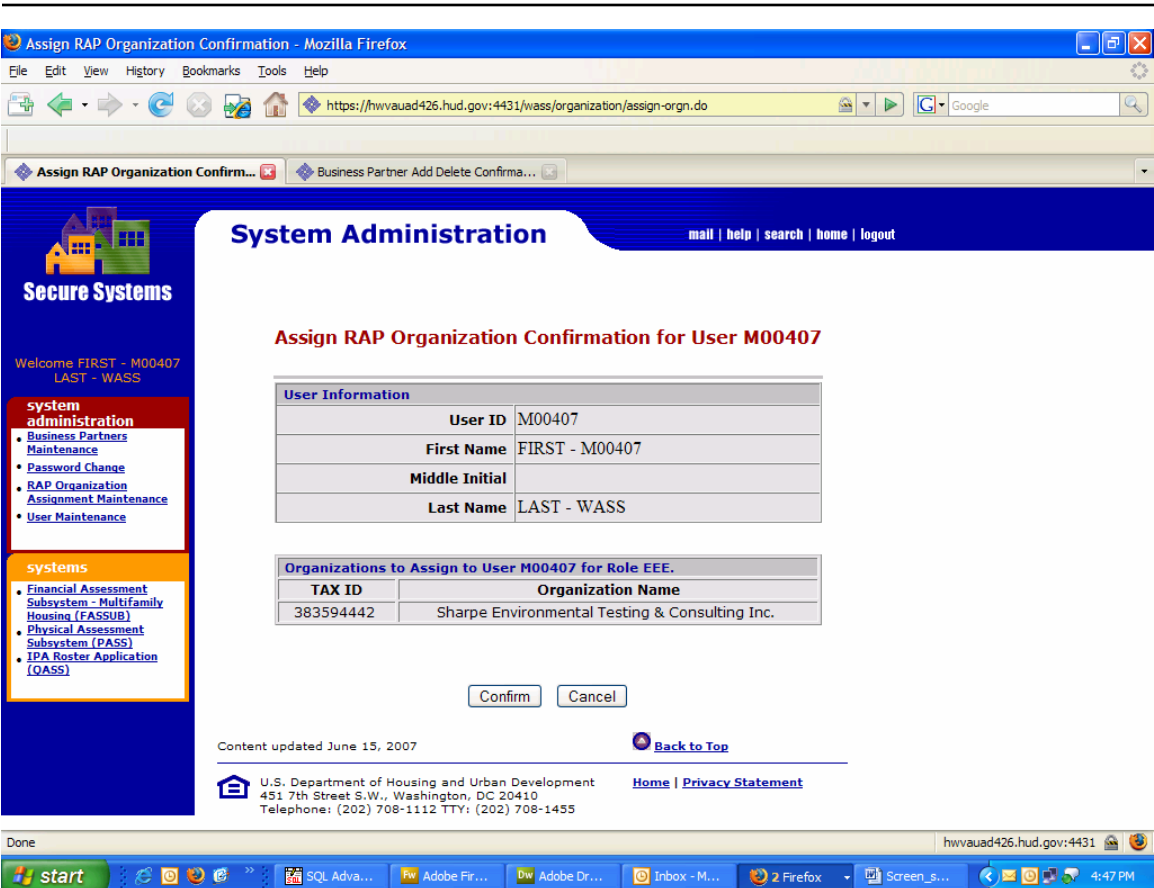 Assign RAP Organization Confirmation - Mozilla Firefox
File Edit View History Bookmarks Tools Help
https://hwvauad426.hud.gov:4431/wass/organization/assign-orgn.do
G Google
Assign RAP Organization Confirm...
Business Partner Add Delete Confirma...
System Administration
mail | help | search | home | logout
Secure Systems
Welcome FIRST - M00407
LAST - WASS
system
administration
Business Partners
Maintenance
Password Change
RAP Organization
Assignment Maintenance
User Maintenance
systems
Financial Assessment
Subsystem - Multifamily
Housing (FASSUB)
Physical Assessment
Subsystem (PASS)
IPA Roster Application
(QASS)
Assign RAP Organization Confirmation for User M00407
User Information
User ID M00407
First Name FIRST - M00407
Middle Initial
Last Name LAST - WASS
Organizations to Assign to User M00407 for Role EEE.
TAX ID Organization Name
383594442 Sharpe Environmental Testing & Consulting Inc.
Confirm Cancel
Content updated June 15, 2007
Back to Top
U.S. Department of Housing and Urban Development
451 7th Street S.W., Washington, DC 20410
Telephone: (202) 708-1112 TTY: (202) 708-1455
Home | Privacy Statement
Done
hwvauad426.hud.gov:4431
start
SQL Adva...
Fw Adobe Fir...
Dw Adobe Dr...
Inbox - M...
2 Firefox
Screen_s...
4:47 PM